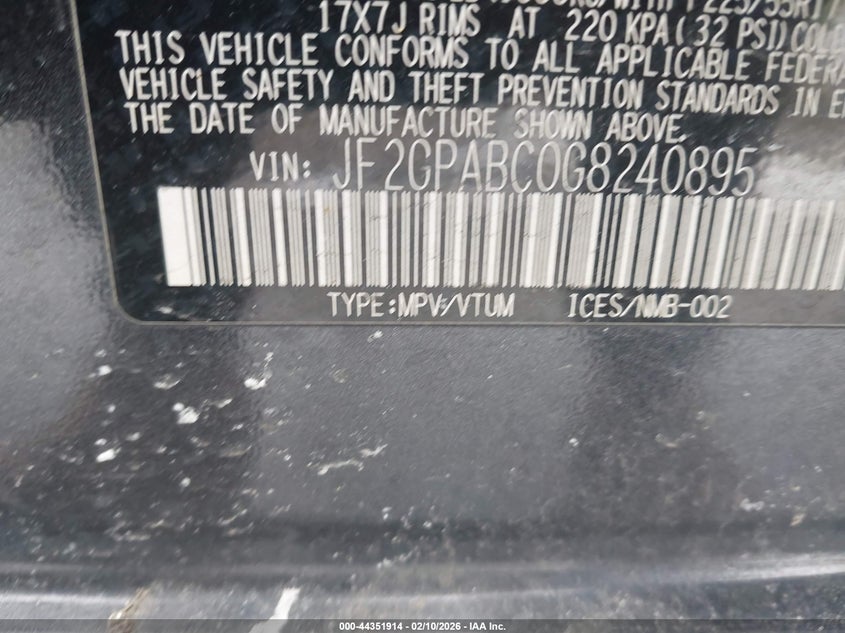 17X7J RIMS AT 220 KPA(32 PSI)COLD
THIS VEHICLE CONFORMS TO ALL APPLICABLE FEDERA
VEHICLE SAFETY AND THEFT PREVENTION STANDARDS IN E
THE DATE OF MANUFACTURE SHOWN ABOVE.
VIN: JF2GPABC0G8240895
TYPE:MPV/VTUM ICES/NMB-002
000-44351914 - 02/10/2026 - IAA Inc.